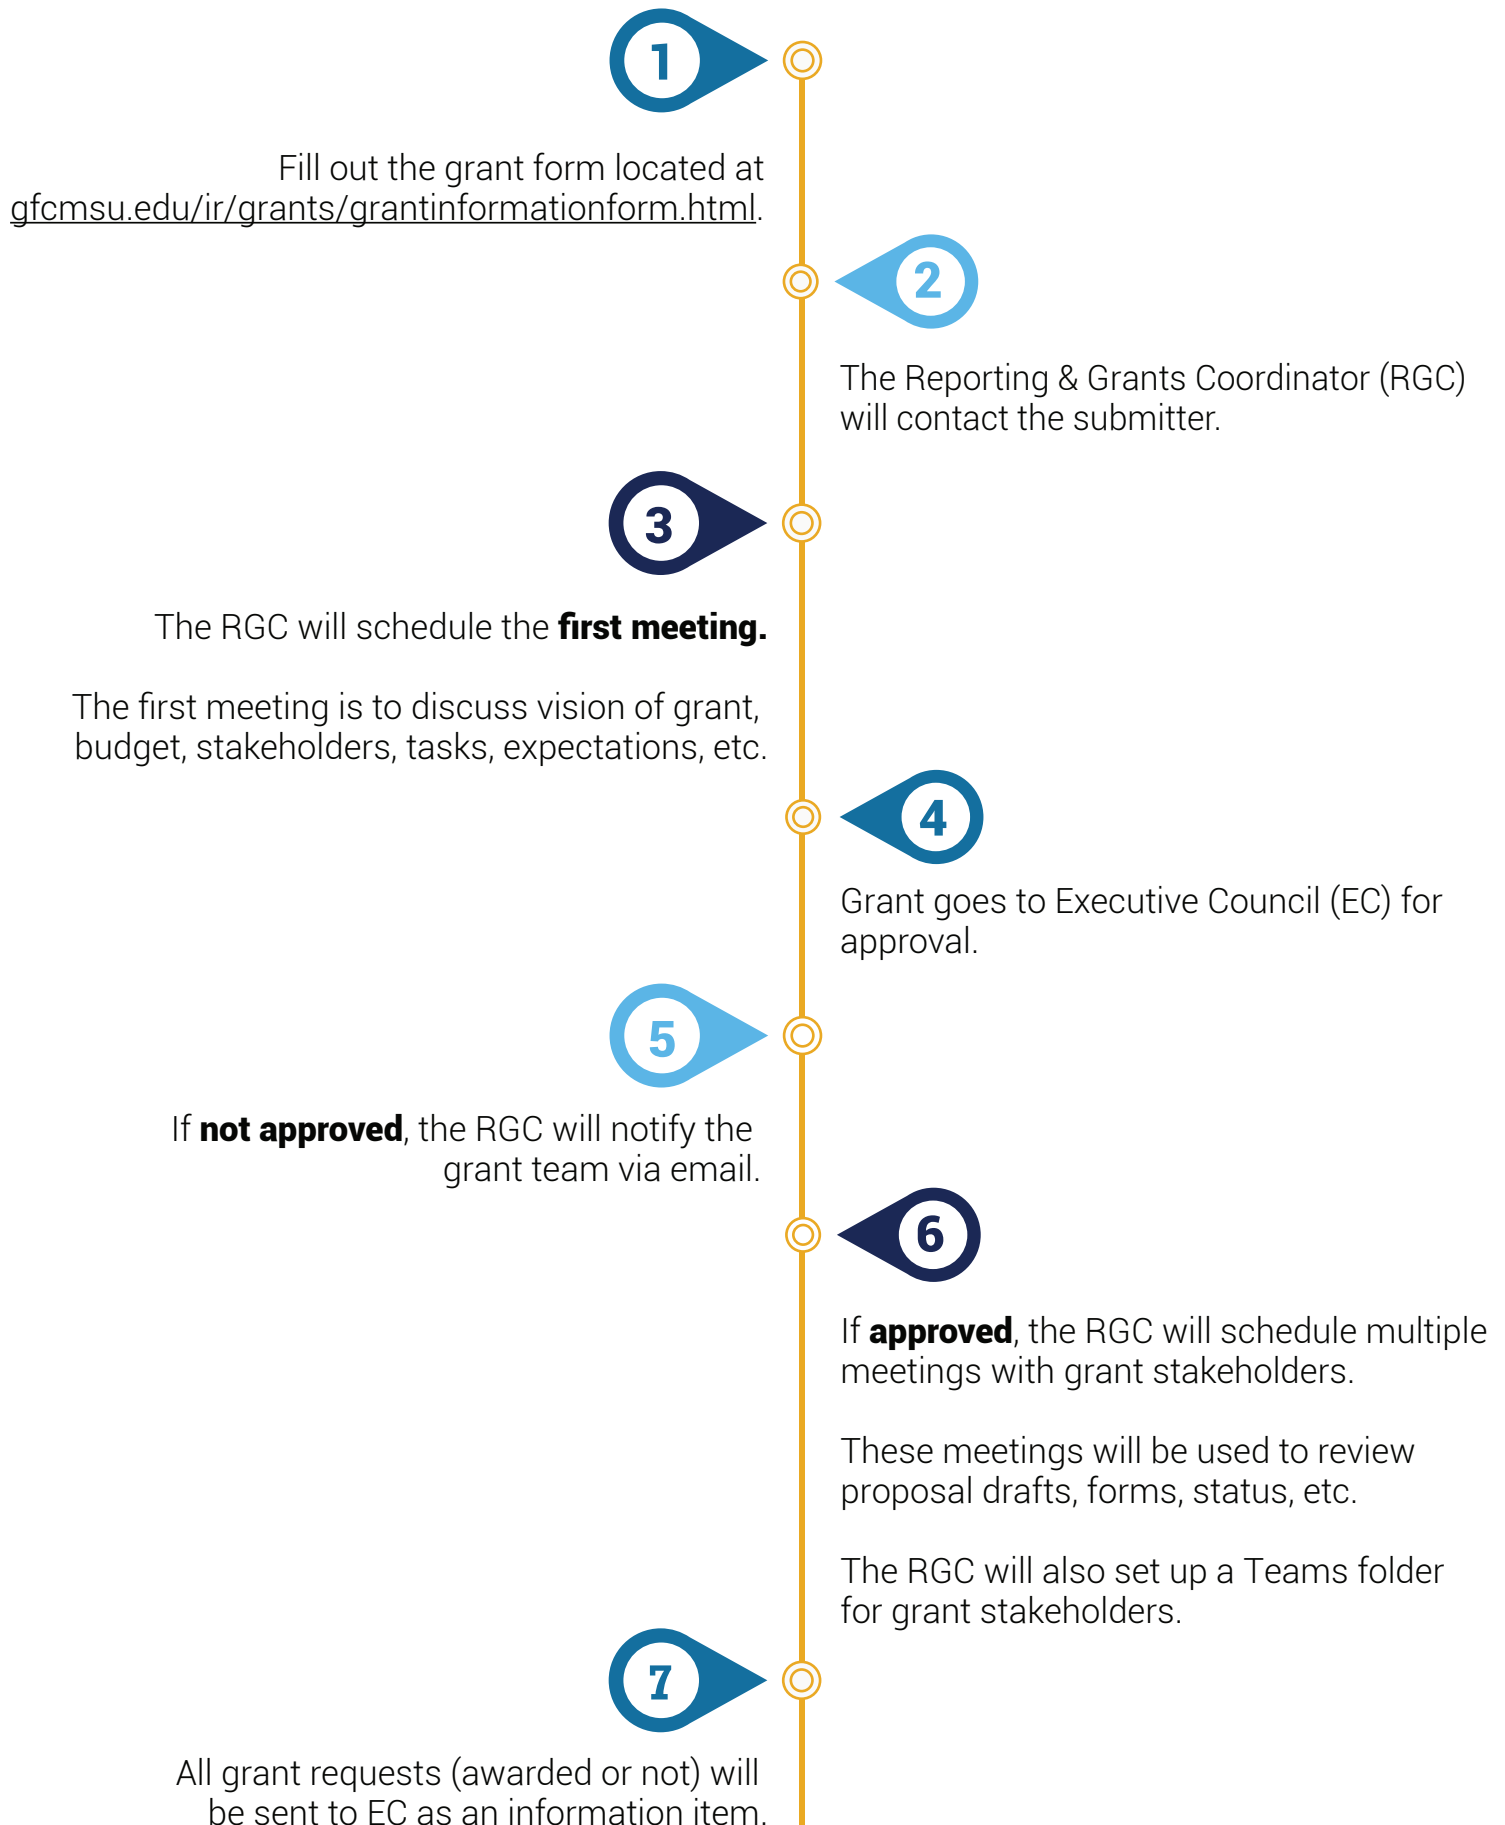 1
Fill out the grant form located at
gfcmsu.edu/ir/grants/grantinformationform.html.
2
The Reporting & Grants Coordinator (RGC)
will contact the submitter.
3
The RGC will schedule the first meeting.
The first meeting is to discuss vision of grant,
budget, stakeholders, tasks, expectations, etc.
4
Grant goes to Executive Council (EC) for
approval.
5
If not approved, the RGC will notify the
grant team via email.
6
If approved, the RGC will schedule multiple
meetings with grant stakeholders.
These meetings will be used to review
proposal drafts, forms, status, etc.
The RGC will also set up a Teams folder
for grant stakeholders.
7
All grant requests (awarded or not) will
be sent to EC as an information item.